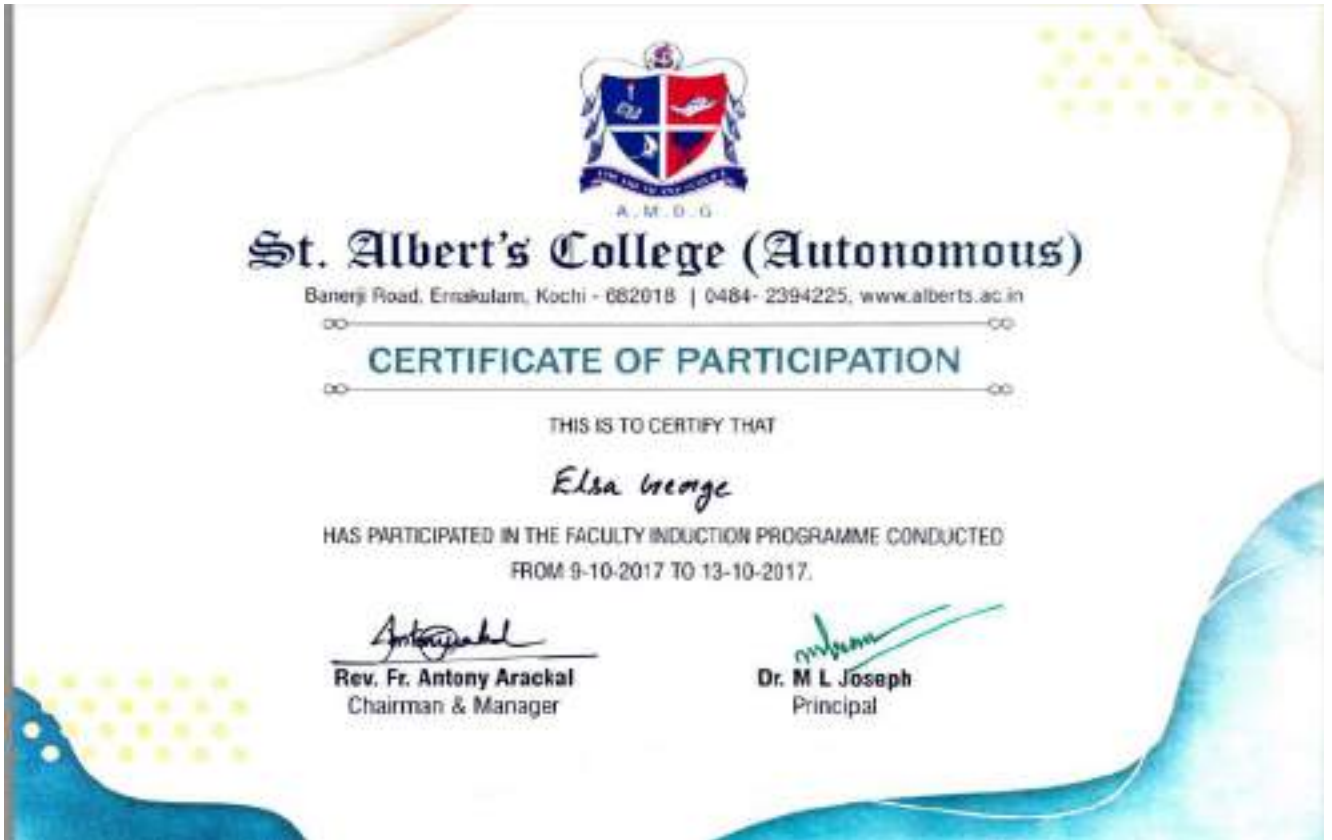 A.M.D.G
St. Albert's College (Autonomous)
Banerji Road, Ernakulam, Kochi - 682018 | 0484- 2394225, www.alberts.ac.in
CERTIFICATE OF PARTICIPATION
THIS IS TO CERTIFY THAT
Elsa George
HAS PARTICIPATED IN THE FACULTY INDUCTION PROGRAMME CONDUCTED
FROM 9-10-2017 TO 13-10-2017.
Rev. Fr. Antony Arackal
Chairman & Manager
Dr. M L Joseph
Principal